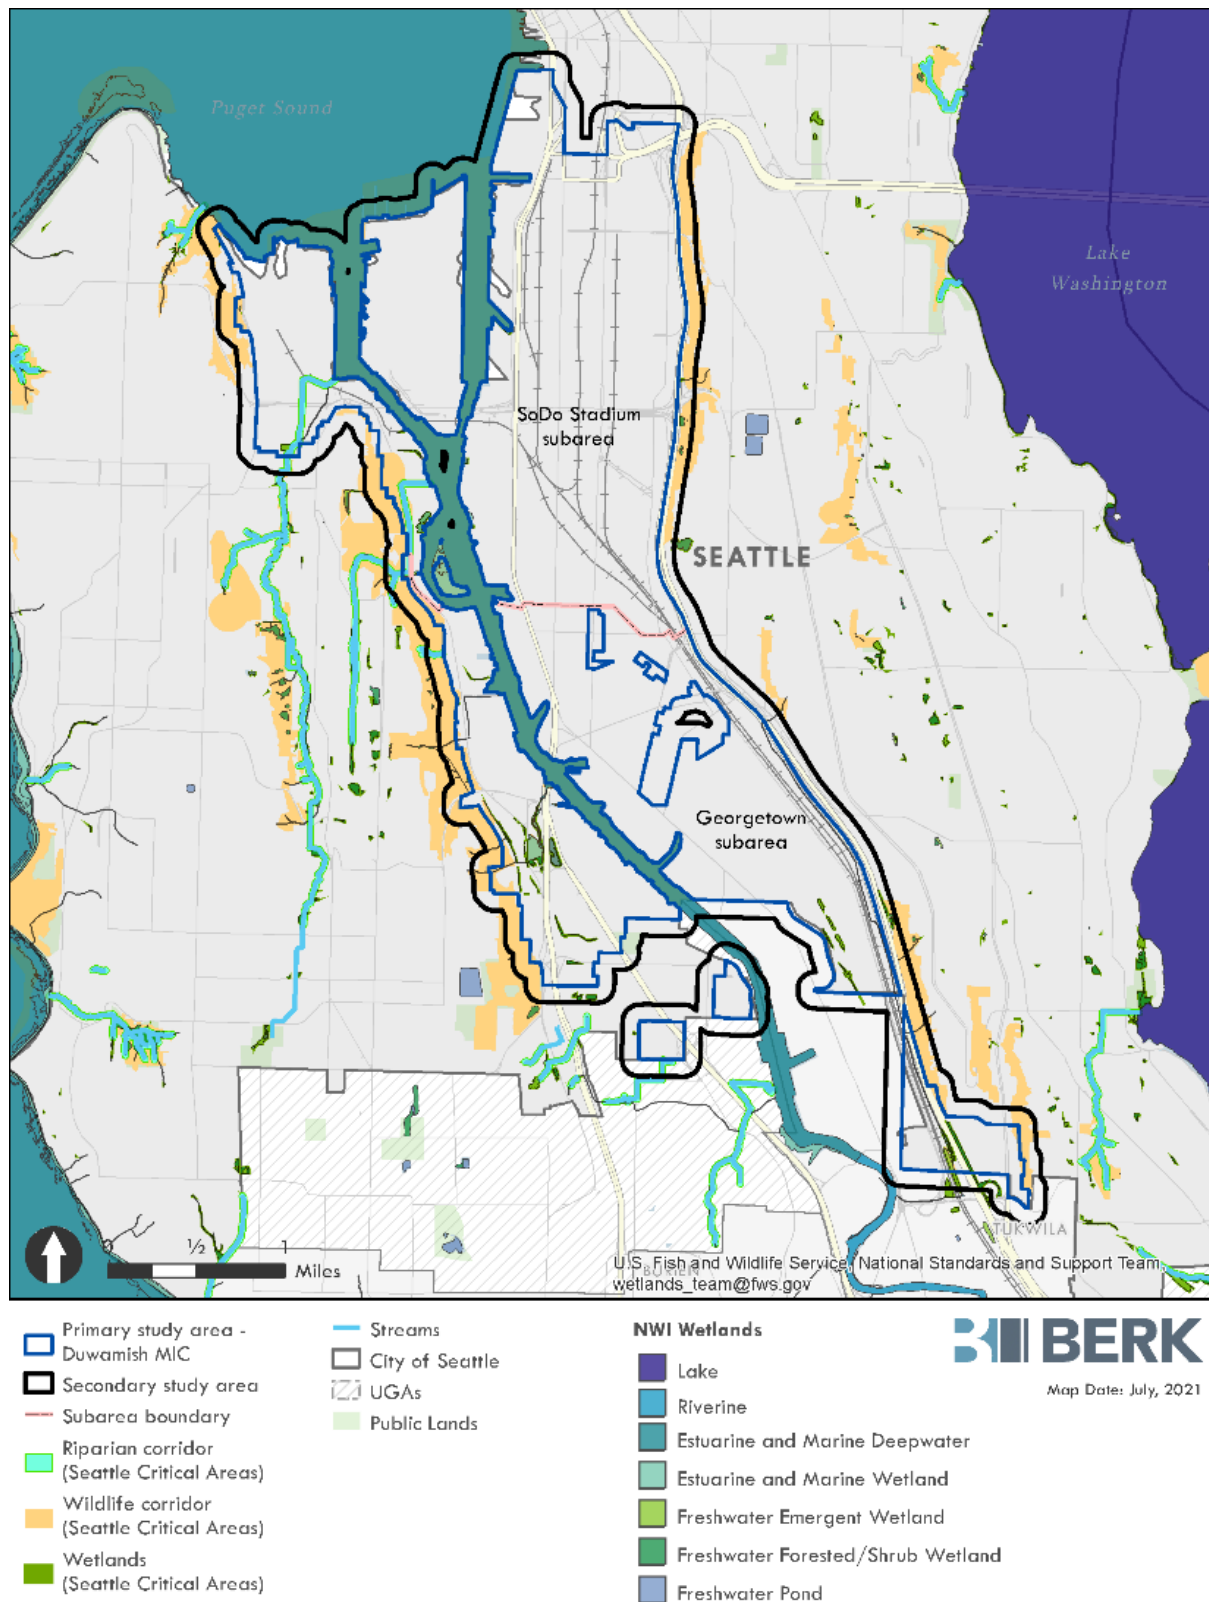 Puget Sound
Lake
Washington
SoDo Stadium
subarea
SEATTLE
Georgetown
subarea
TUKWILA
0 ½ 1
Miles
BURIEN
U.S. Fish and Wildlife Service, National Standards and Support Team,
wetlands_team@fws.gov
Primary study area -
Duwamish MIC
Secondary study area
Subarea boundary
Riparian corridor
(Seattle Critical Areas)
Wildlife corridor
(Seattle Critical Areas)
Wetlands
(Seattle Critical Areas)
Streams
City of Seattle
UGAs
Public Lands
NWI Wetlands
Lake
Riverine
Estuarine and Marine Deepwater
Estuarine and Marine Wetland
Freshwater Emergent Wetland
Freshwater Forested/Shrub Wetland
Freshwater Pond
BERK
Map Date: July, 2021